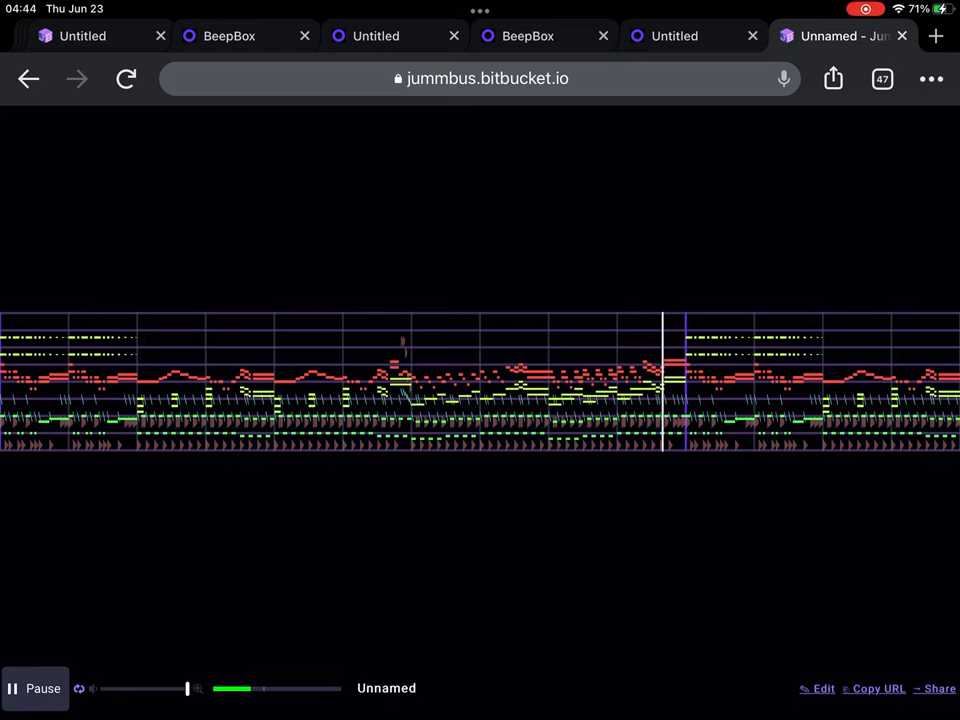 04:44 Thu Jun 23 71%
Untitled BeepBox Untitled BeepBox Untitled Unnamed - Jun
jummbus.bitbucket.io 47
Pause Unnamed Edit Copy URL Share